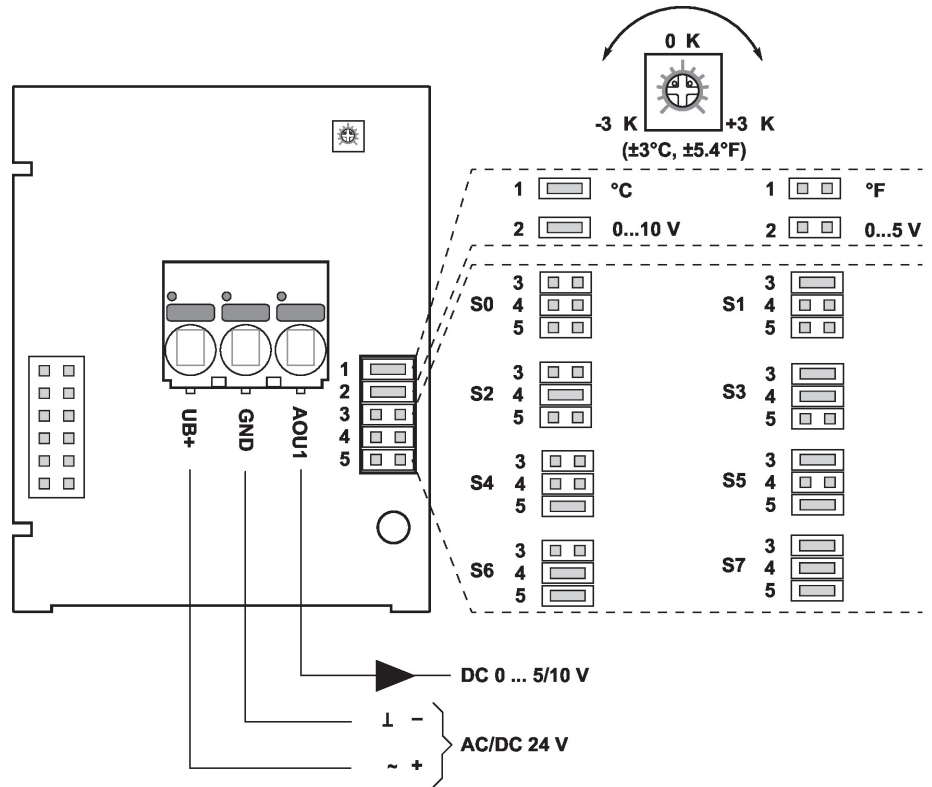 0 K
-3 K +3 K
(±3°C, ±5.4°F)
1 °C 1 °F
2 0...10 V 2 0...5 V
S0 3 4 5 S1 3 4 5
S2 3 4 5 S3 3 4 5
S4 3 4 5 S5 3 4 5
S6 3 4 5 S7 3 4 5
1
2
3
4
5
UB+
GND
AOU1
DC 0 ... 5/10 V
⊥ −
AC/DC 24 V
~ +